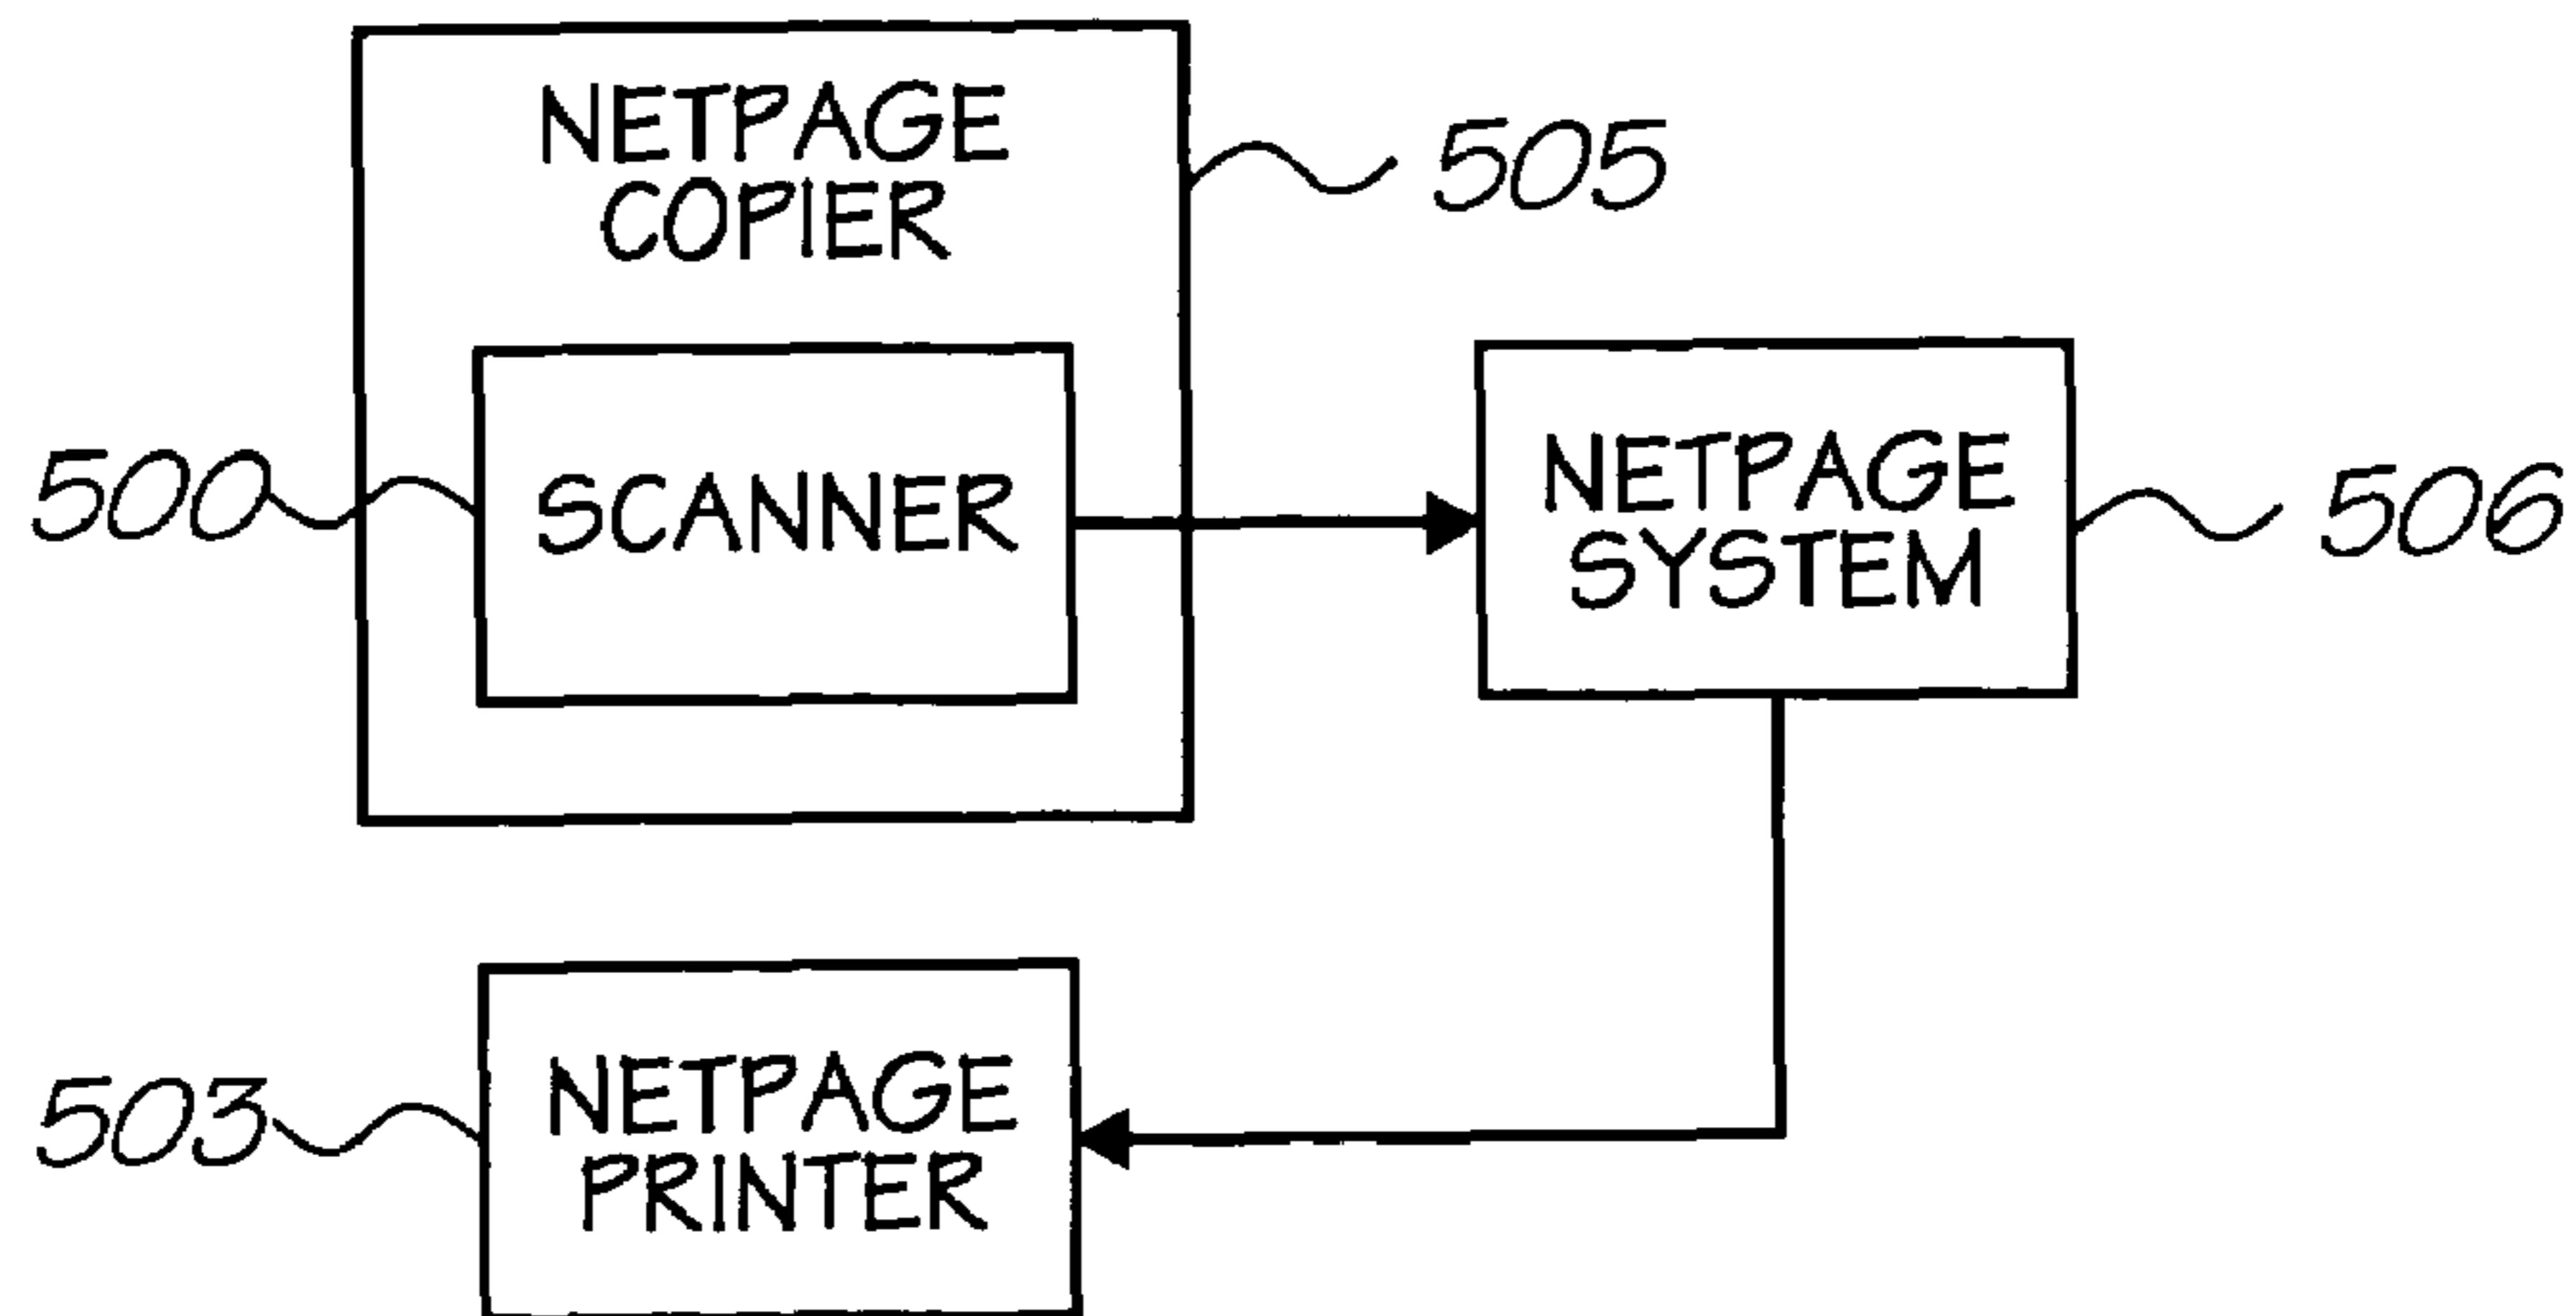 NETPAGE
COPIER
505
500
SCANNER
NETPAGE
SYSTEM
506
503
NETPAGE
PRINTER